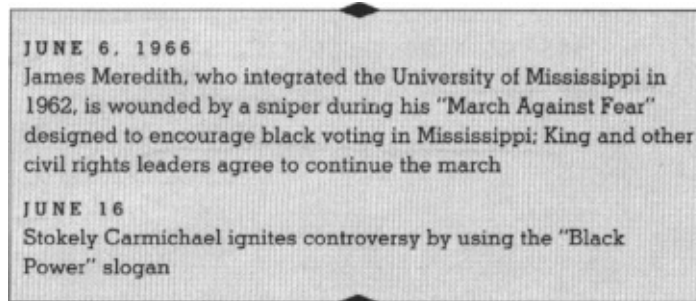 JUNE 6, 1966
James Meredith, who integrated the University of Mississippi in
1962, is wounded by a sniper during his "March Against Fear"
designed to encourage black voting in Mississippi; King and other
civil rights leaders agree to continue the march
JUNE 16
Stokely Carmichael ignites controversy by using the "Black
Power" slogan